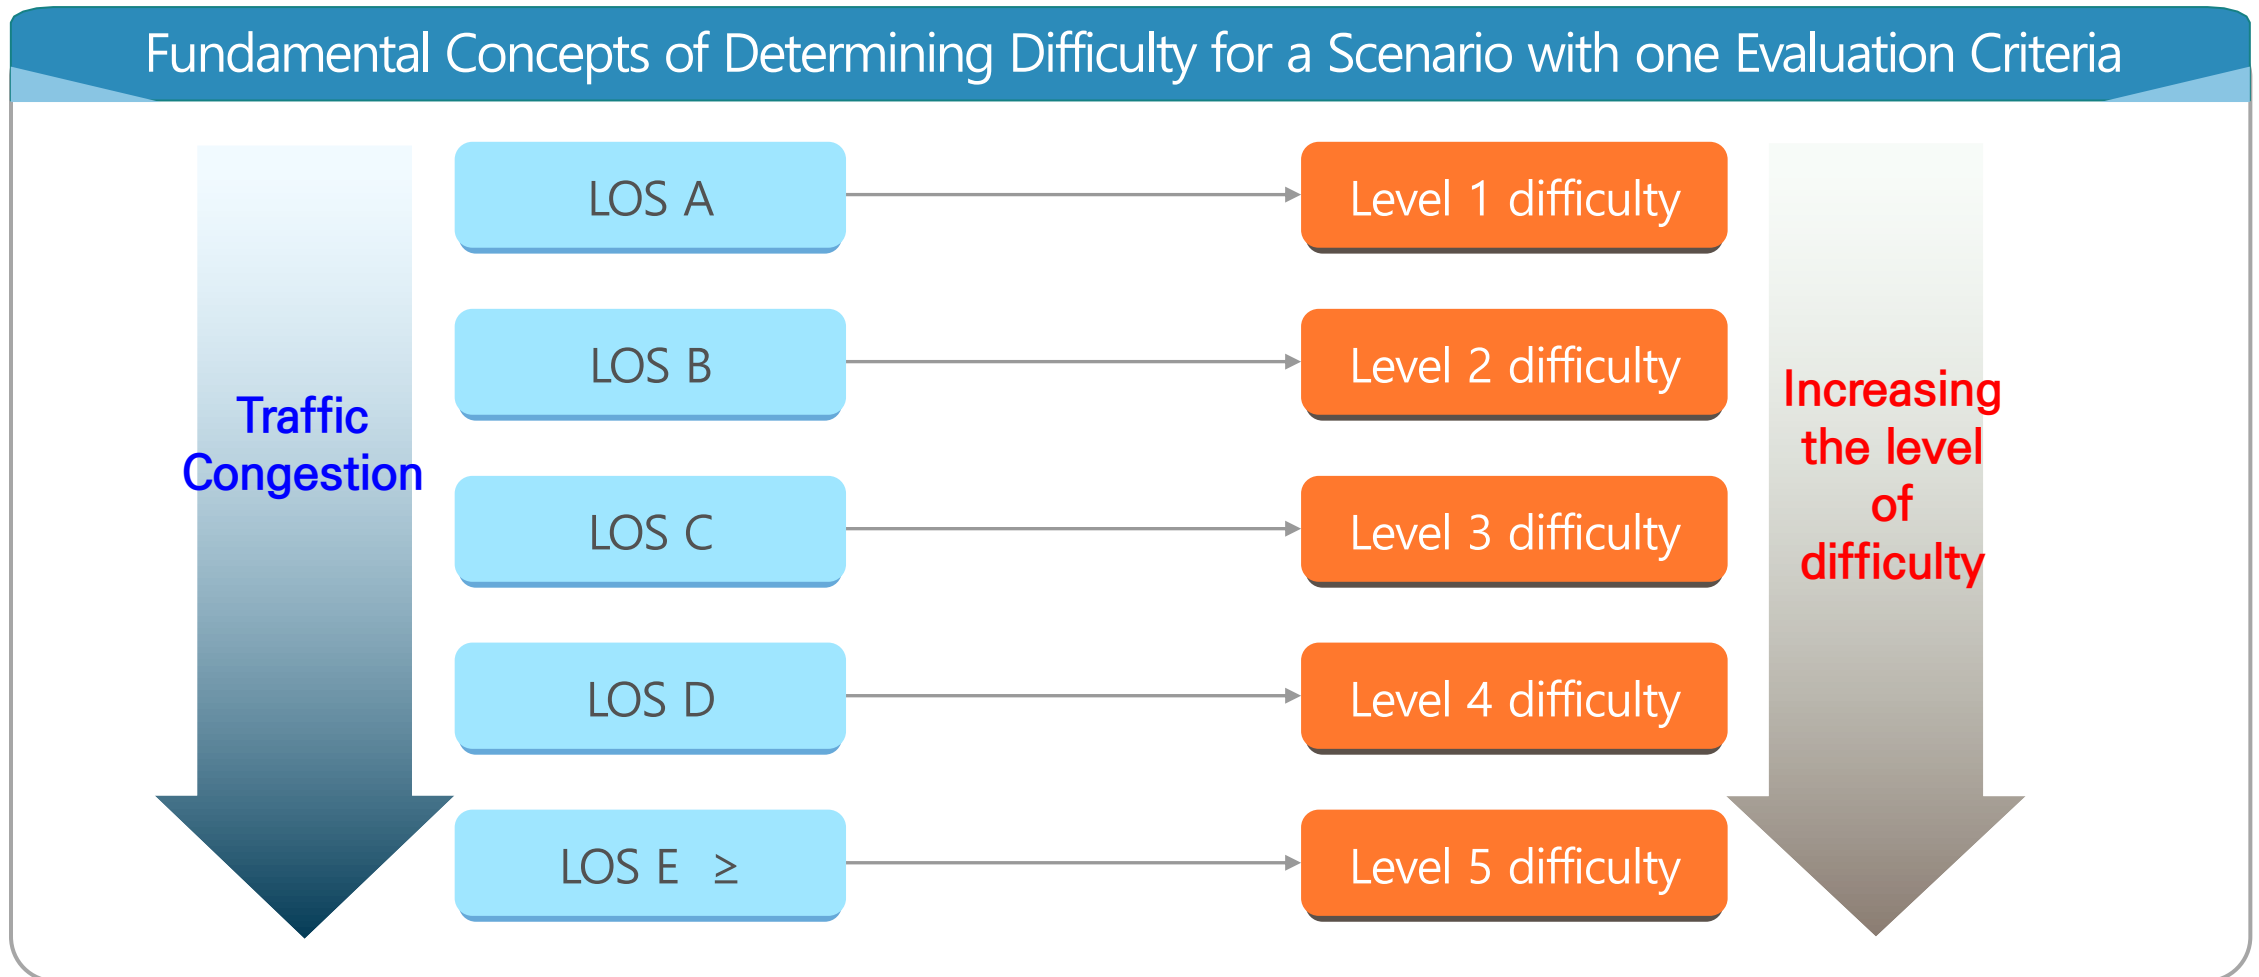 Fundamental Concepts of Determining Difficulty for a Scenario with one Evaluation Criteria
LOS A
Level 1 difficulty
LOS B
Level 2 difficulty
Traffic
Congestion
Increasing
the level
of
difficulty
LOS C
Level 3 difficulty
LOS D
Level 4 difficulty
LOS E ≥
Level 5 difficulty